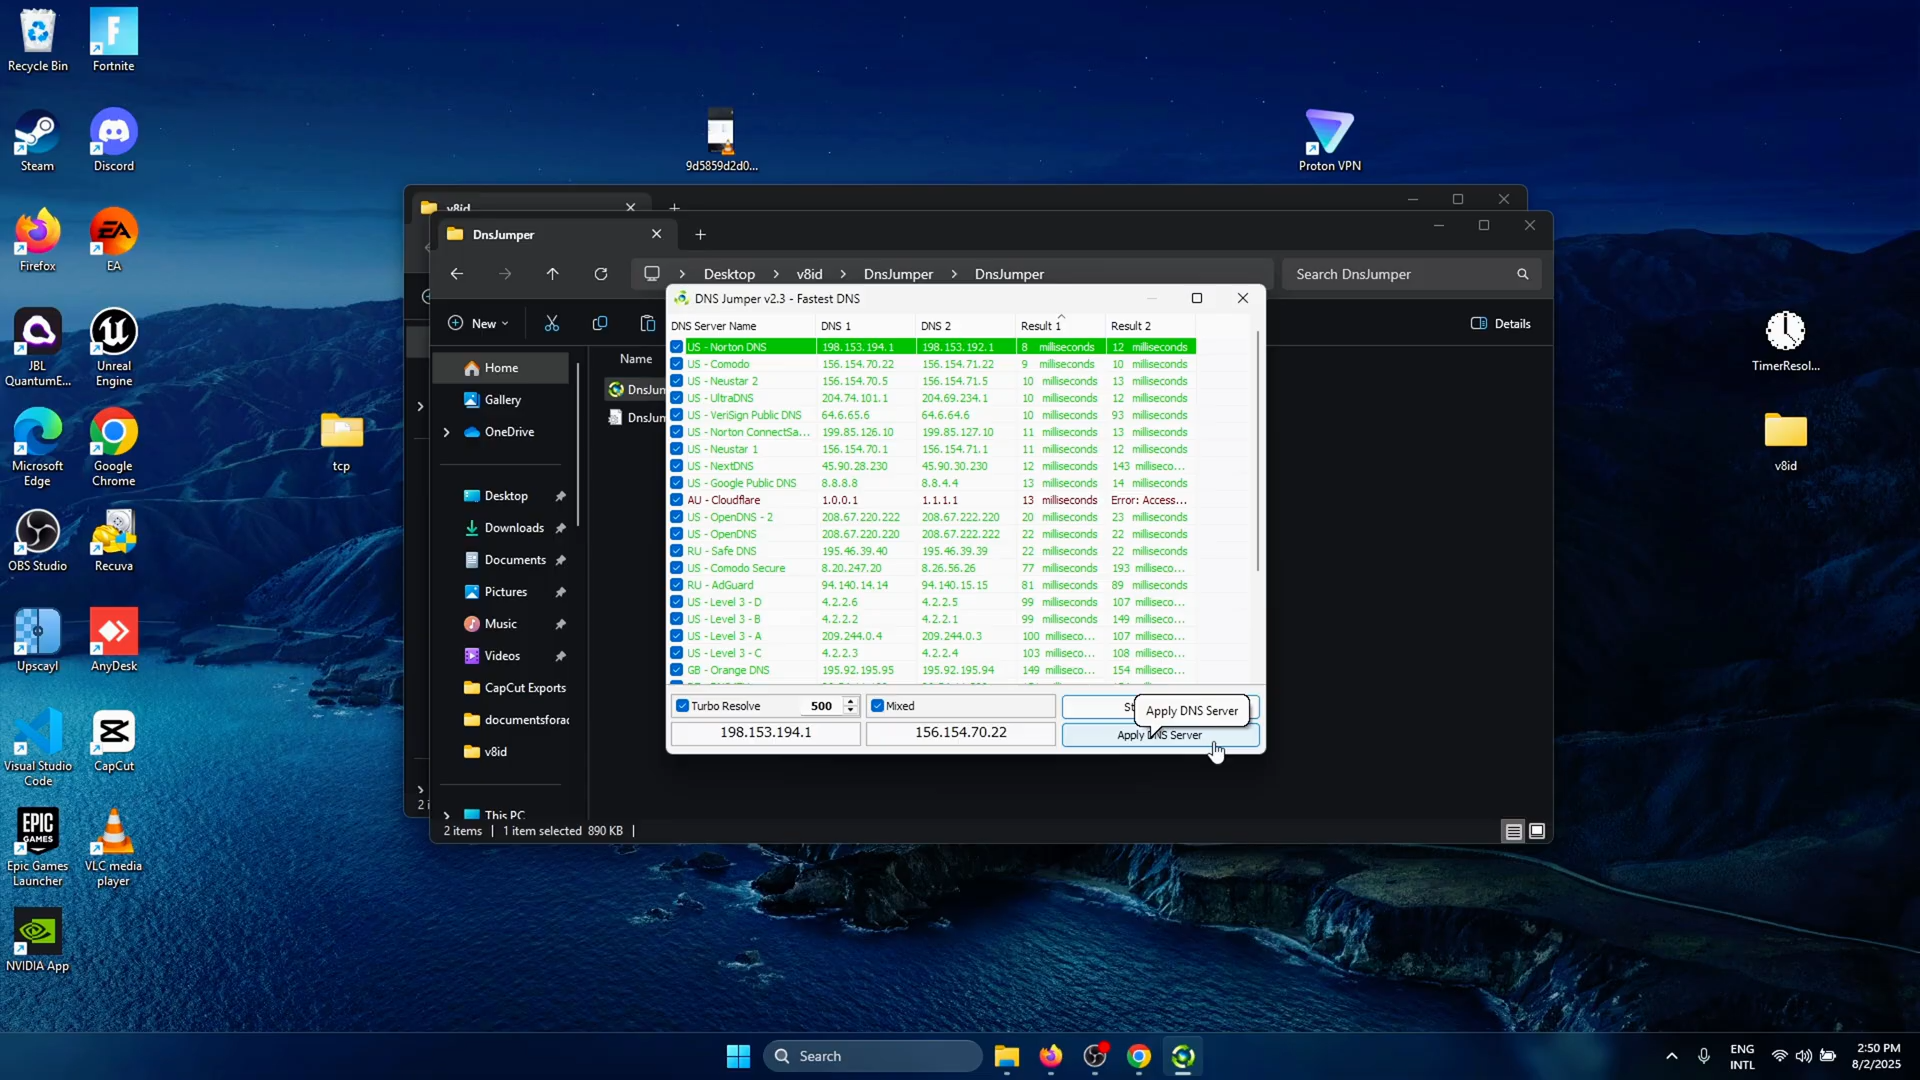 Recycle Bin
Fortnite
Steam
Discord
Firefox
EA
JBL QuantumE...
Unreal Engine
Microsoft Edge
Google Chrome
OBS Studio
Recuva
Upscayl
AnyDesk
Visual Studio Code
CapCut
Epic Games Launcher
VLC media player
NVIDIA App
EPIC GAMES
tcp
9d5859d2d0...
Proton VPN
TimerResol...
v8id
v8id
DnsJumper
Desktop > v8id > DnsJumper > DnsJumper
Search DnsJumper
New
Details
Home
Gallery
OneDrive
Desktop
Downloads
Documents
Pictures
Music
Videos
CapCut Exports
documentsforac
v8id
This PC
Name
DnsJum
DnsJum
2 i
2 items | 1 item selected 890 KB |
DNS Jumper v2.3 - Fastest DNS
DNS Server Name DNS 1 DNS 2 Result 1 Result 2
US - Norton DNS 198.153.194.1 198.153.192.1 8 milliseconds 12 milliseconds
US - Comodo 156.154.70.22 156.154.71.22 9 milliseconds 10 milliseconds
US - Neustar 2 156.154.70.5 156.154.71.5 10 milliseconds 13 milliseconds
US - UltraDNS 204.74.101.1 204.69.234.1 10 milliseconds 12 milliseconds
US - VeriSign Public DNS 64.6.65.6 64.6.64.6 10 milliseconds 93 milliseconds
US - Norton ConnectSa... 199.85.126.10 199.85.127.10 11 milliseconds 13 milliseconds
US - Neustar 1 156.154.70.1 156.154.71.1 11 milliseconds 12 milliseconds
US - NextDNS 45.90.28.230 45.90.30.230 12 milliseconds 143 milliseco...
US - Google Public DNS 8.8.8.8 8.8.4.4 13 milliseconds 14 milliseconds
AU - Cloudflare 1.0.0.1 1.1.1.1 13 milliseconds Error: Access...
US - OpenDNS - 2 208.67.220.222 208.67.222.220 20 milliseconds 23 milliseconds
US - OpenDNS 208.67.220.220 208.67.222.222 22 milliseconds 22 milliseconds
RU - Safe DNS 195.46.39.40 195.46.39.39 22 milliseconds 22 milliseconds
US - Comodo Secure 8.20.247.20 8.26.56.26 77 milliseconds 193 milliseco...
RU - AdGuard 94.140.14.14 94.140.15.15 81 milliseconds 89 milliseconds
US - Level 3 - D 4.2.2.6 4.2.2.5 99 milliseconds 107 milliseco...
US - Level 3 - B 4.2.2.2 4.2.2.1 99 milliseconds 149 milliseco...
US - Level 3 - A 209.244.0.4 209.244.0.3 100 milliseco... 107 milliseco...
US - Level 3 - C 4.2.2.3 4.2.2.4 103 milliseco... 108 milliseco...
GB - Orange DNS 195.92.195.95 195.92.195.94 149 milliseco... 154 milliseco...
Turbo Resolve 500 Mixed St
Apply DNS Server
198.153.194.1 156.154.70.22 Apply DNS Server
Search
ENG
INTL
2:50 PM
8/2/2025